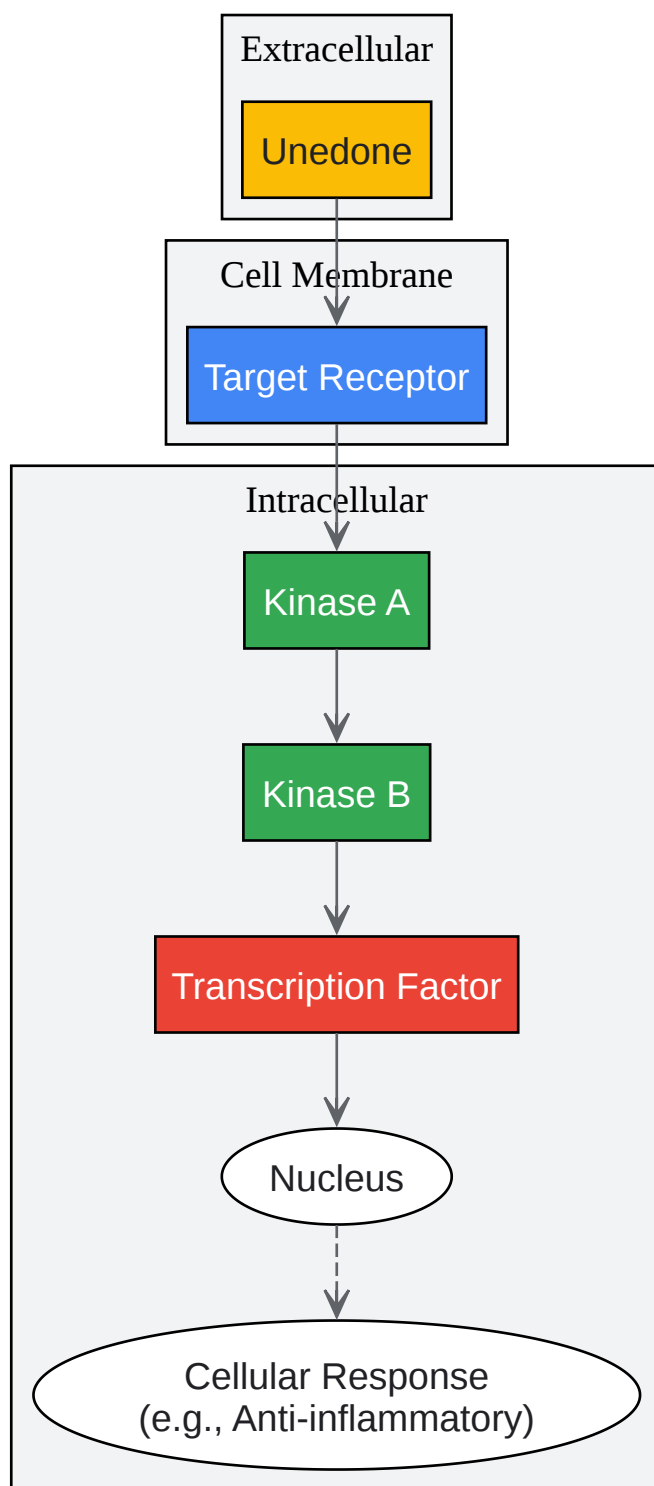 Extracellular
Unedone
Cell Membrane
Target Receptor
Intracellular
Kinase A
Kinase B
Transcription Factor
Nucleus
Cellular Response
(e.g., Anti-inflammatory)